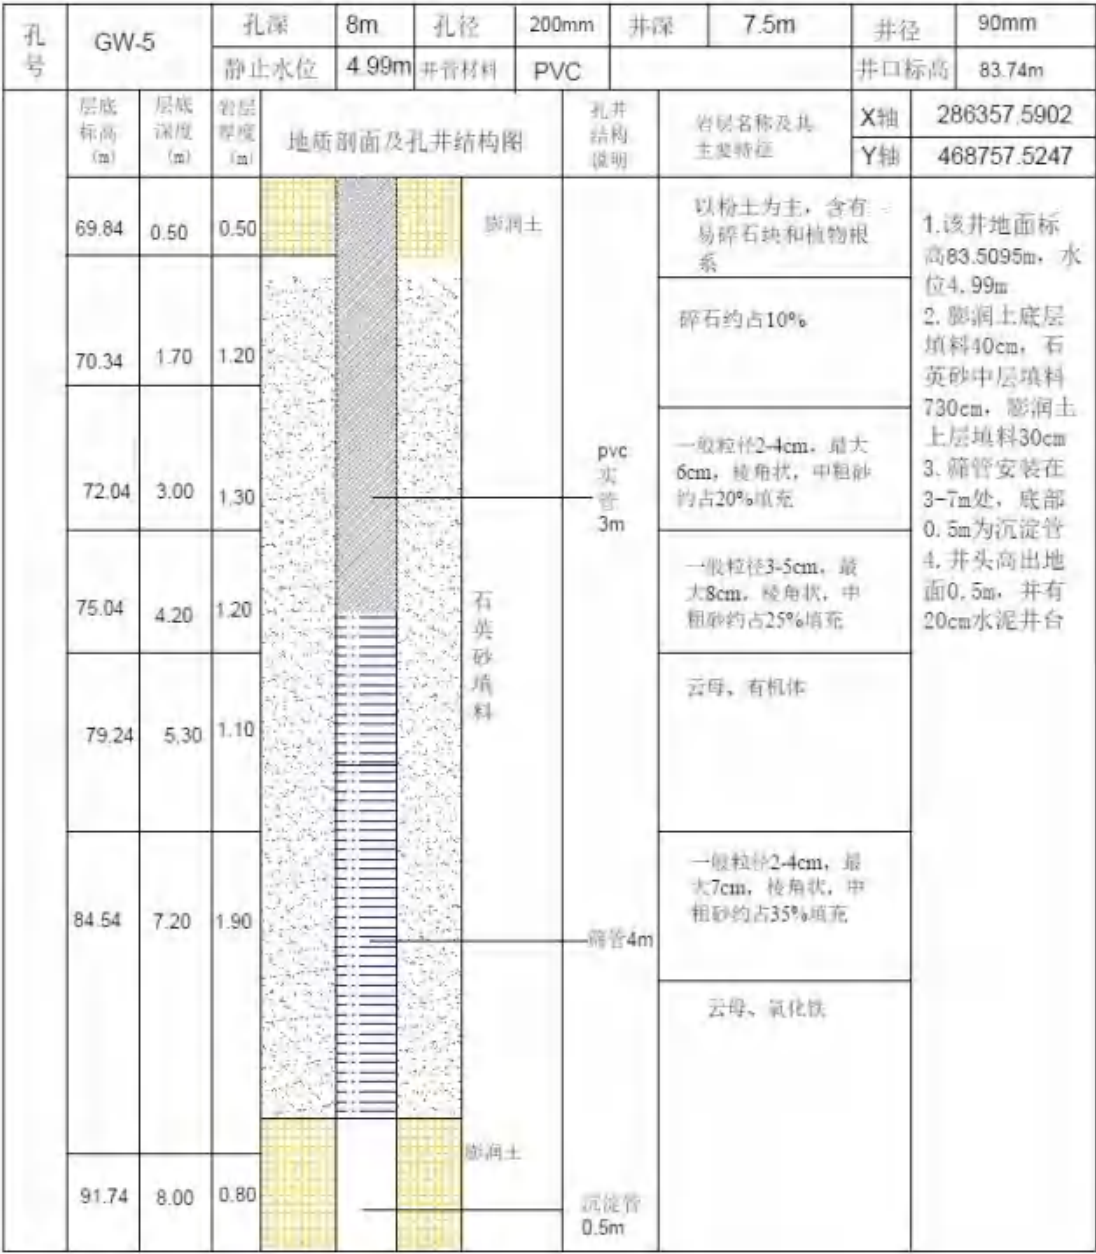 孔号
GW-5
孔深
8m
孔径
200mm
井深
7.5m
井径
90mm
静止水位
4.99m
井管材料
PVC
井口标高
83.74m
层底
标高
(m)
层底
深度
(m)
岩层
厚度
(m)
地质剖面及孔井结构图
孔井
结构
说明
岩层名称及其
主要特征
X轴
286357.5902
Y轴
468757.5247
69.84
0.50
0.50
膨润土
以粉土为主，含有
易碎石块和植物根
系
70.34
1.70
1.20
碎石约占10%
72.04
3.00
1.30
pvc
实
管
3m
一般粒径2-4cm，最大
6cm，棱角状，中粗砂
约占20%填充
75.04
4.20
1.20
石
英
砂
填
料
一般粒径3-5cm，最
大8cm，棱角状，中
粗砂约占25%填充
79.24
5.30
1.10
云母、有机体
84.54
7.20
1.90
筛管4m
一般粒径2-4cm，最
大7cm，棱角状，中
粗砂约占35%填充
云母、氧化铁
膨润土
91.74
8.00
0.80
沉淀管
0.5m
1.该井地面标
高83.5095m，水
位4.99m
2.膨润土底层
填料40cm，石
英砂中层填料
730cm，膨润土
上层填料30cm
3.筛管安装在
3-7m处，底部
0.5m为沉淀管
4.井头高出地
面0.5m，并有
20cm水泥井台